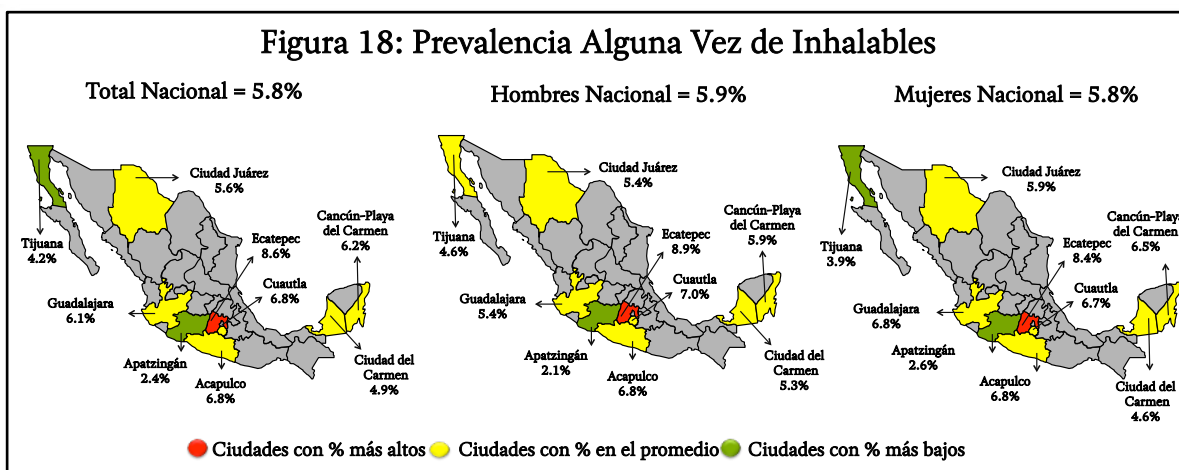 Figura 18: Prevalencia Alguna Vez de Inhalables
Total Nacional = 5.8%
Ciudad Juárez
5.6%
Cancún-Playa
del Carmen
6.2%
Tijuana
4.2%
Ecatepec
8.6%
Cuautla
6.8%
Guadalajara
6.1%
Apatzingán
2.4%
Acapulco
6.8%
Ciudad del
Carmen
4.9%
Hombres Nacional = 5.9%
Ciudad Juárez
5.4%
Cancún-Playa
del Carmen
5.9%
Tijuana
4.6%
Ecatepec
8.9%
Cuautla
7.0%
Guadalajara
5.4%
Apatzingán
2.1%
Acapulco
6.8%
Ciudad del
Carmen
5.3%
Mujeres Nacional = 5.8%
Ciudad Juárez
5.9%
Cancún-Playa
del Carmen
6.5%
Tijuana
3.9%
Ecatepec
8.4%
Cuautla
6.7%
Guadalajara
6.8%
Apatzingán
2.6%
Acapulco
6.8%
Ciudad del
Carmen
4.6%
Ciudades con % más altos
Ciudades con % en el promedio
Ciudades con % más bajos